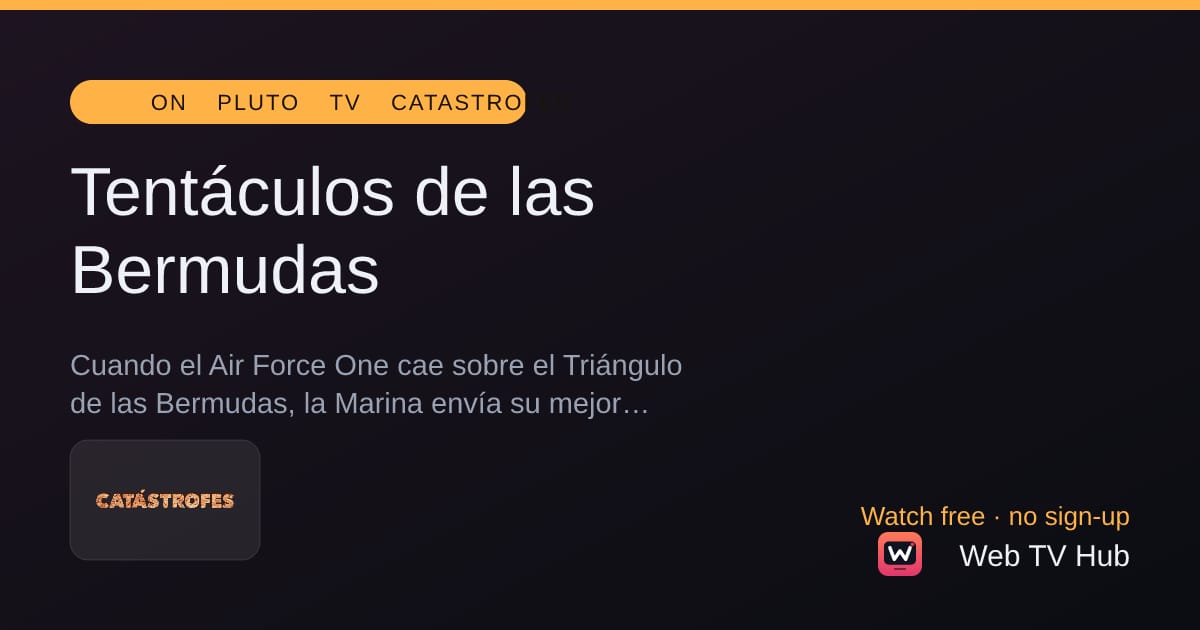 ON PLUTO TV CATASTROFES
Tentáculos de las
Bermudas
Cuando el Air Force One cae sobre el Triángulo
de las Bermudas, la Marina envía su mejor…
CATÁSTROFES
Watch free · no sign-up
W
Web TV Hub